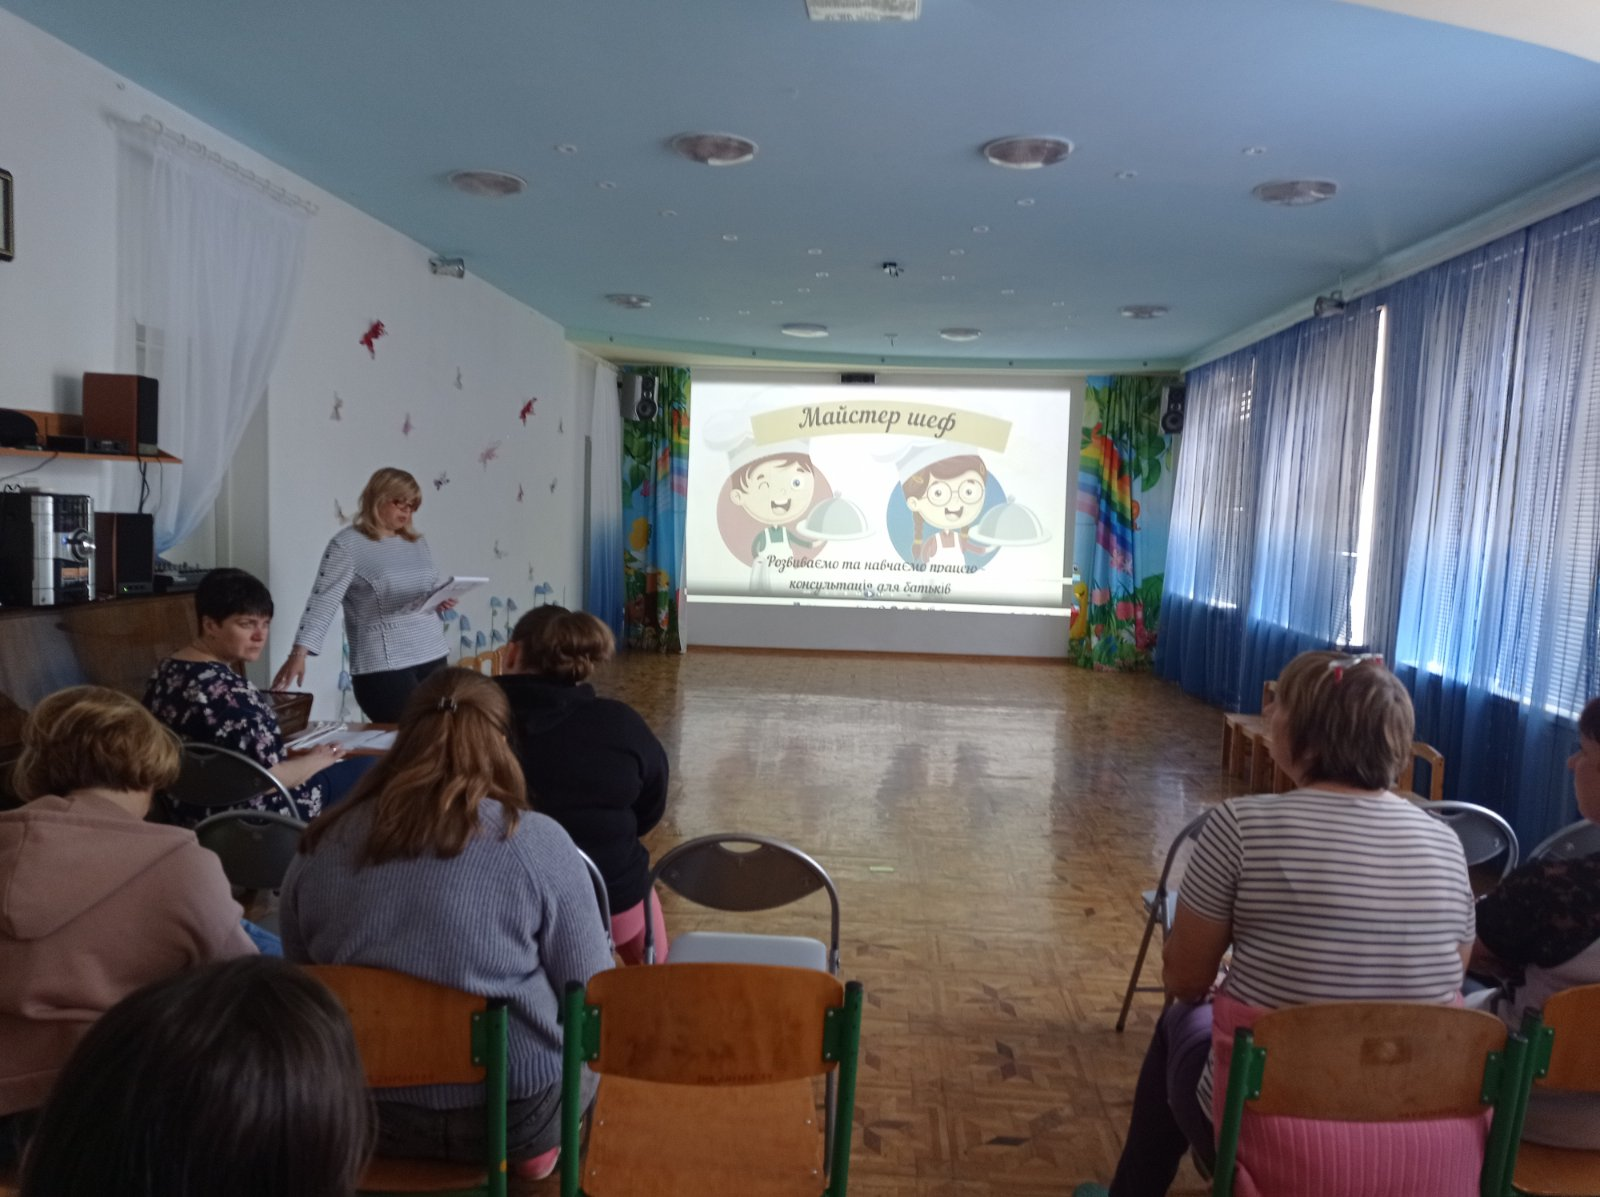 Майстер шеф
- Розвиваємо та навчаємо працею -
консультація для батьків